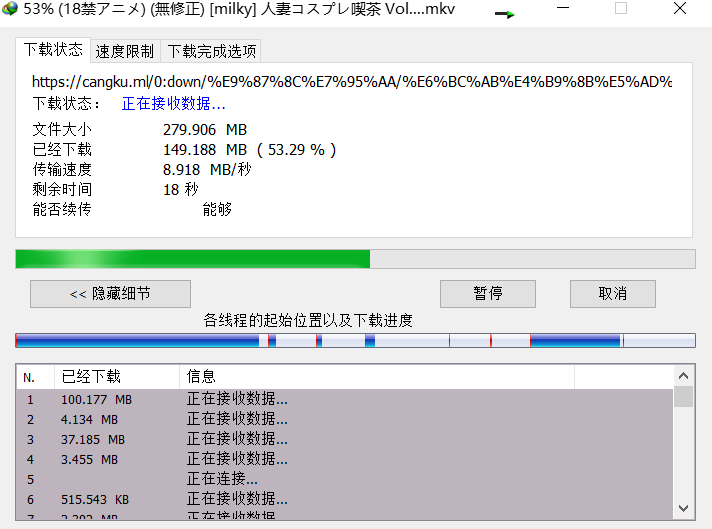 53% (18禁アニメ) (無修正) [milky] 人妻コスプレ喫茶 Vol....mkv
下载状态 速度限制 下载完成选项
https://cangku.ml/0:down/%E9%87%8C%E7%95%AA/%E6%BC%AB%E4%B9%8B%E5%AD%
下载状态： 正在接收数据...
文件大小 279.906 MB
已经下载 149.188 MB ( 53.29 % )
传输速度 8.918 MB/秒
剩余时间 18 秒
能否续传 能够
<< 隐藏细节 暂停 取消
各线程的起始位置以及下载进度
N. 已经下载 信息
1 100.177 MB 正在接收数据...
2 4.134 MB 正在接收数据...
3 37.185 MB 正在接收数据...
4 3.455 MB 正在接收数据...
5 正在连接...
6 515.543 KB 正在接收数据...